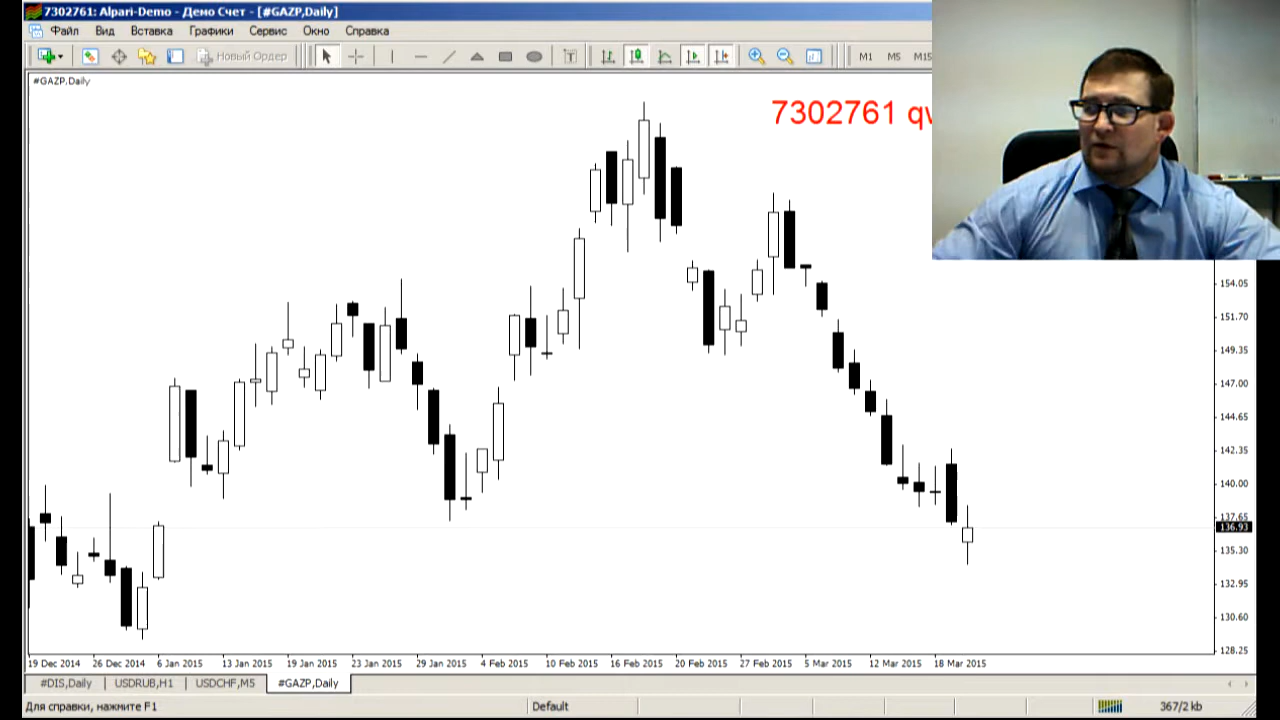 7302761: Alpari-Demo - Демо Счет - [#GAZP,Daily]
Файл Вид Вставка Графики Сервис Окно Справка
Новый Ордер M1 M5 M15
#GAZP,Daily
7302761
154.05
151.70
149.35
147.00
144.65
142.35
140.00
137.65
136.93
135.30
132.95
130.60
128.25
19 Dec 2014 26 Dec 2014 6 Jan 2015 13 Jan 2015 19 Jan 2015 23 Jan 2015 29 Jan 2015 4 Feb 2015 10 Feb 2015 16 Feb 2015 20 Feb 2015 27 Feb 2015 5 Mar 2015 12 Mar 2015 18 Mar 2015
#DIS,Daily USDRUB,H1 USDCHF,M5 #GAZP,Daily
Для справки, нажмите F1 Default 367/2 kb